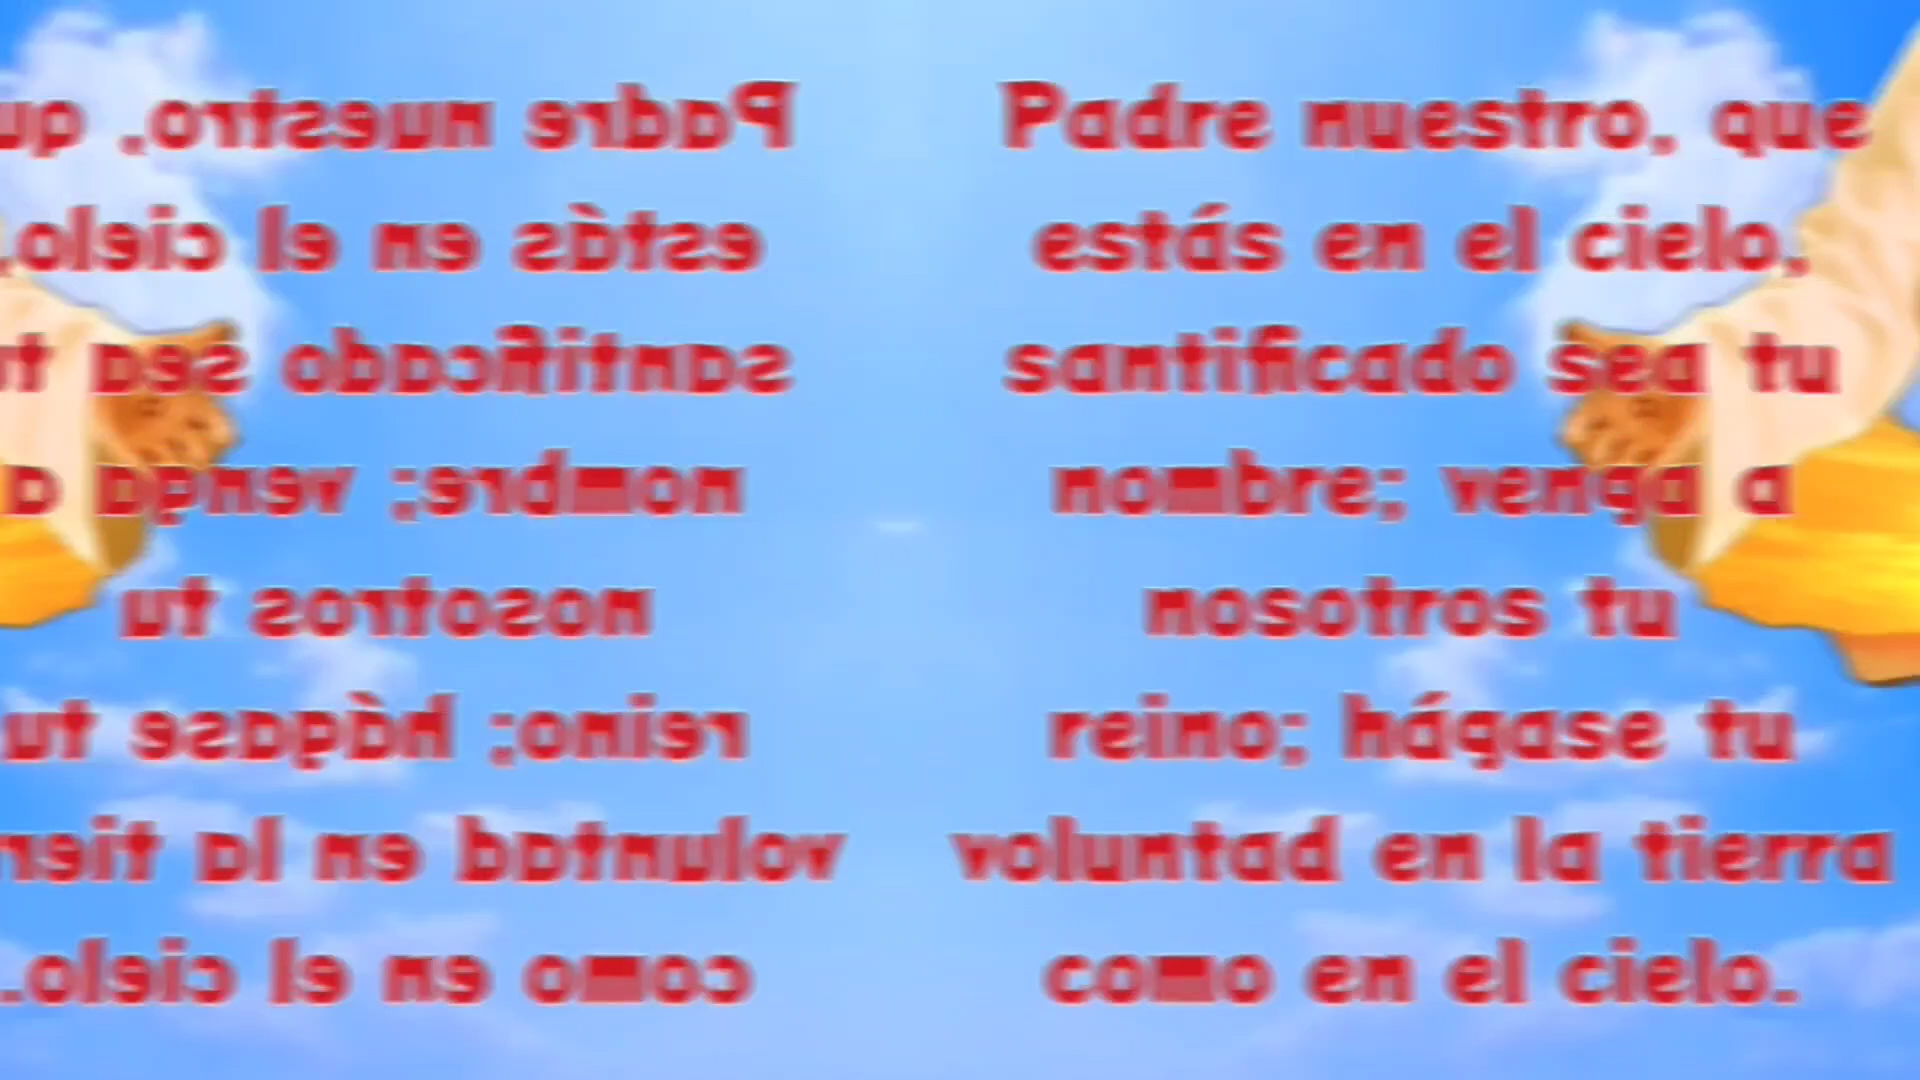 Padre nuestro, que
estás en el cielo,
santificado sea tu
nombre; venga a
nosotros tu
reino; hágase tu
voluntad en la tierra
como en el cielo.